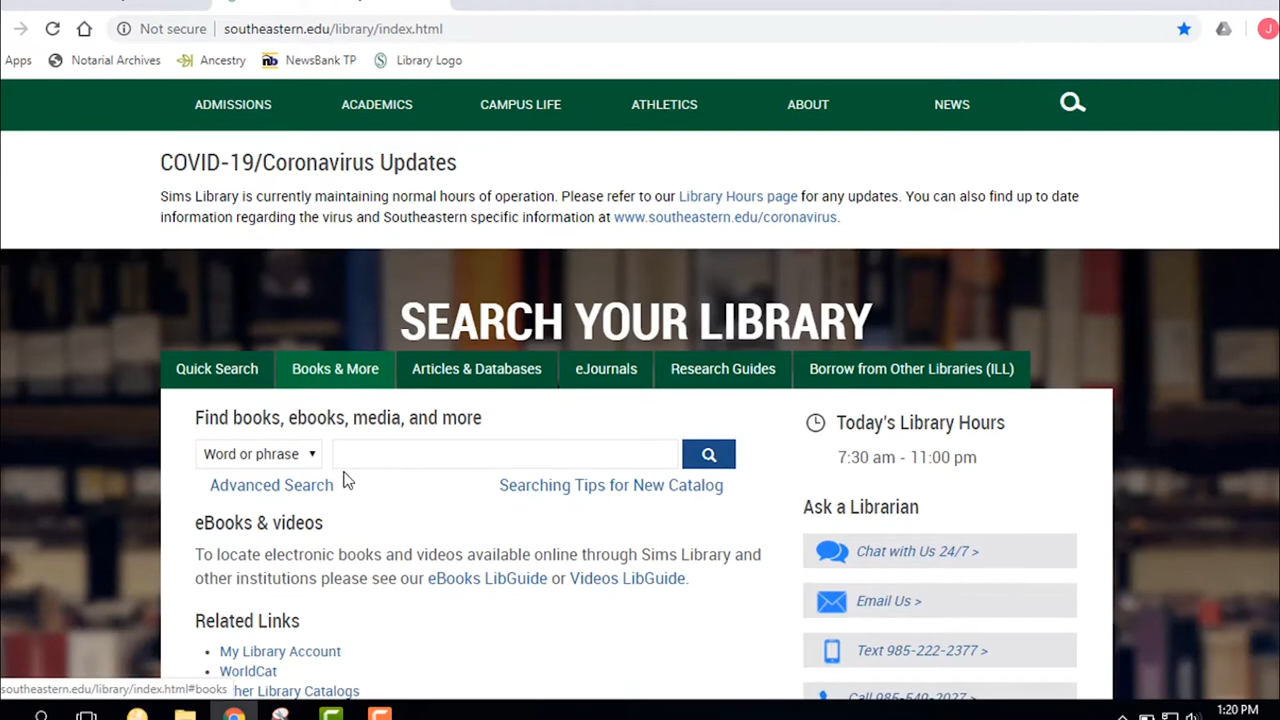 Not secure southeastern.edu/library/index.html
Apps Notarial Archives Ancestry NewsBank TP Library Logo
ADMISSIONS ACADEMICS CAMPUS LIFE ATHLETICS ABOUT NEWS
COVID-19/Coronavirus Updates
Sims Library is currently maintaining normal hours of operation. Please refer to our Library Hours page for any updates. You can also find up to date
information regarding the virus and Southeastern specific information at www.southeastern.edu/coronavirus.
SEARCH YOUR LIBRARY
Quick Search Books & More Articles & Databases eJournals Research Guides Borrow from Other Libraries (ILL)
Find books, ebooks, media, and more
Word or phrase
Advanced Search Searching Tips for New Catalog
eBooks & videos
To locate electronic books and videos available online through Sims Library and
other institutions please see our eBooks LibGuide or Videos LibGuide.
Related Links
My Library Account
WorldCat
ther Library Catalogs
Today's Library Hours
7:30 am - 11:00 pm
Ask a Librarian
Chat with Us 24/7 >
Email Us >
Text 985-222-2377 >
Call 985-549-2027 >
southeastern.edu/library/index.html#books
J
1:20 PM